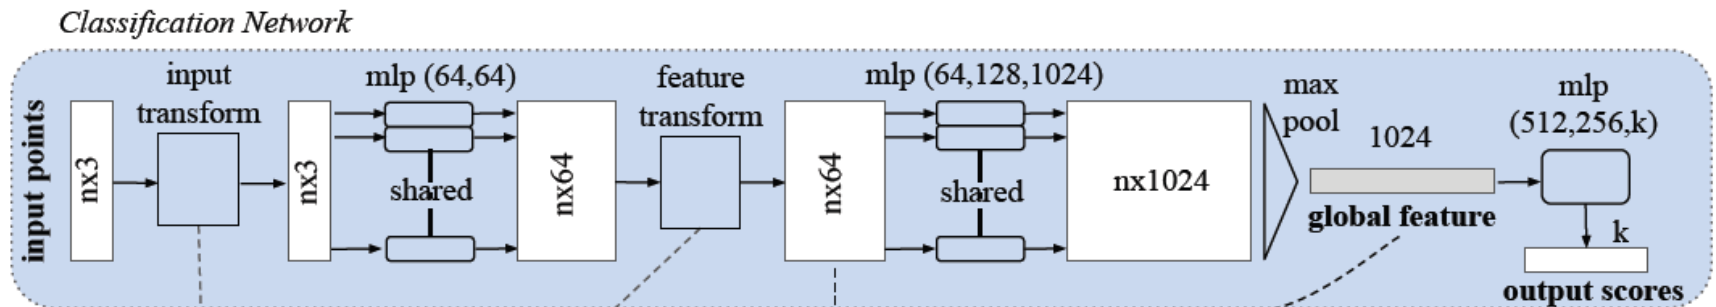 Classification Network
input points
nx3
input
transform
nx3
mlp (64,64)
shared
nx64
feature
transform
nx64
mlp (64,128,1024)
shared
nx1024
max
pool
1024
global feature
mlp
(512,256,k)
k
output scores